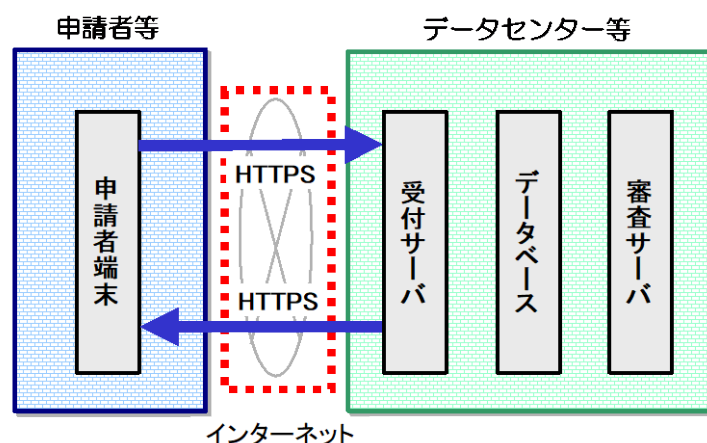 申請者等
データセンター等
申請者端末
HTTPS
HTTPS
受付サーバ
データベース
審査サーバ
インターネット